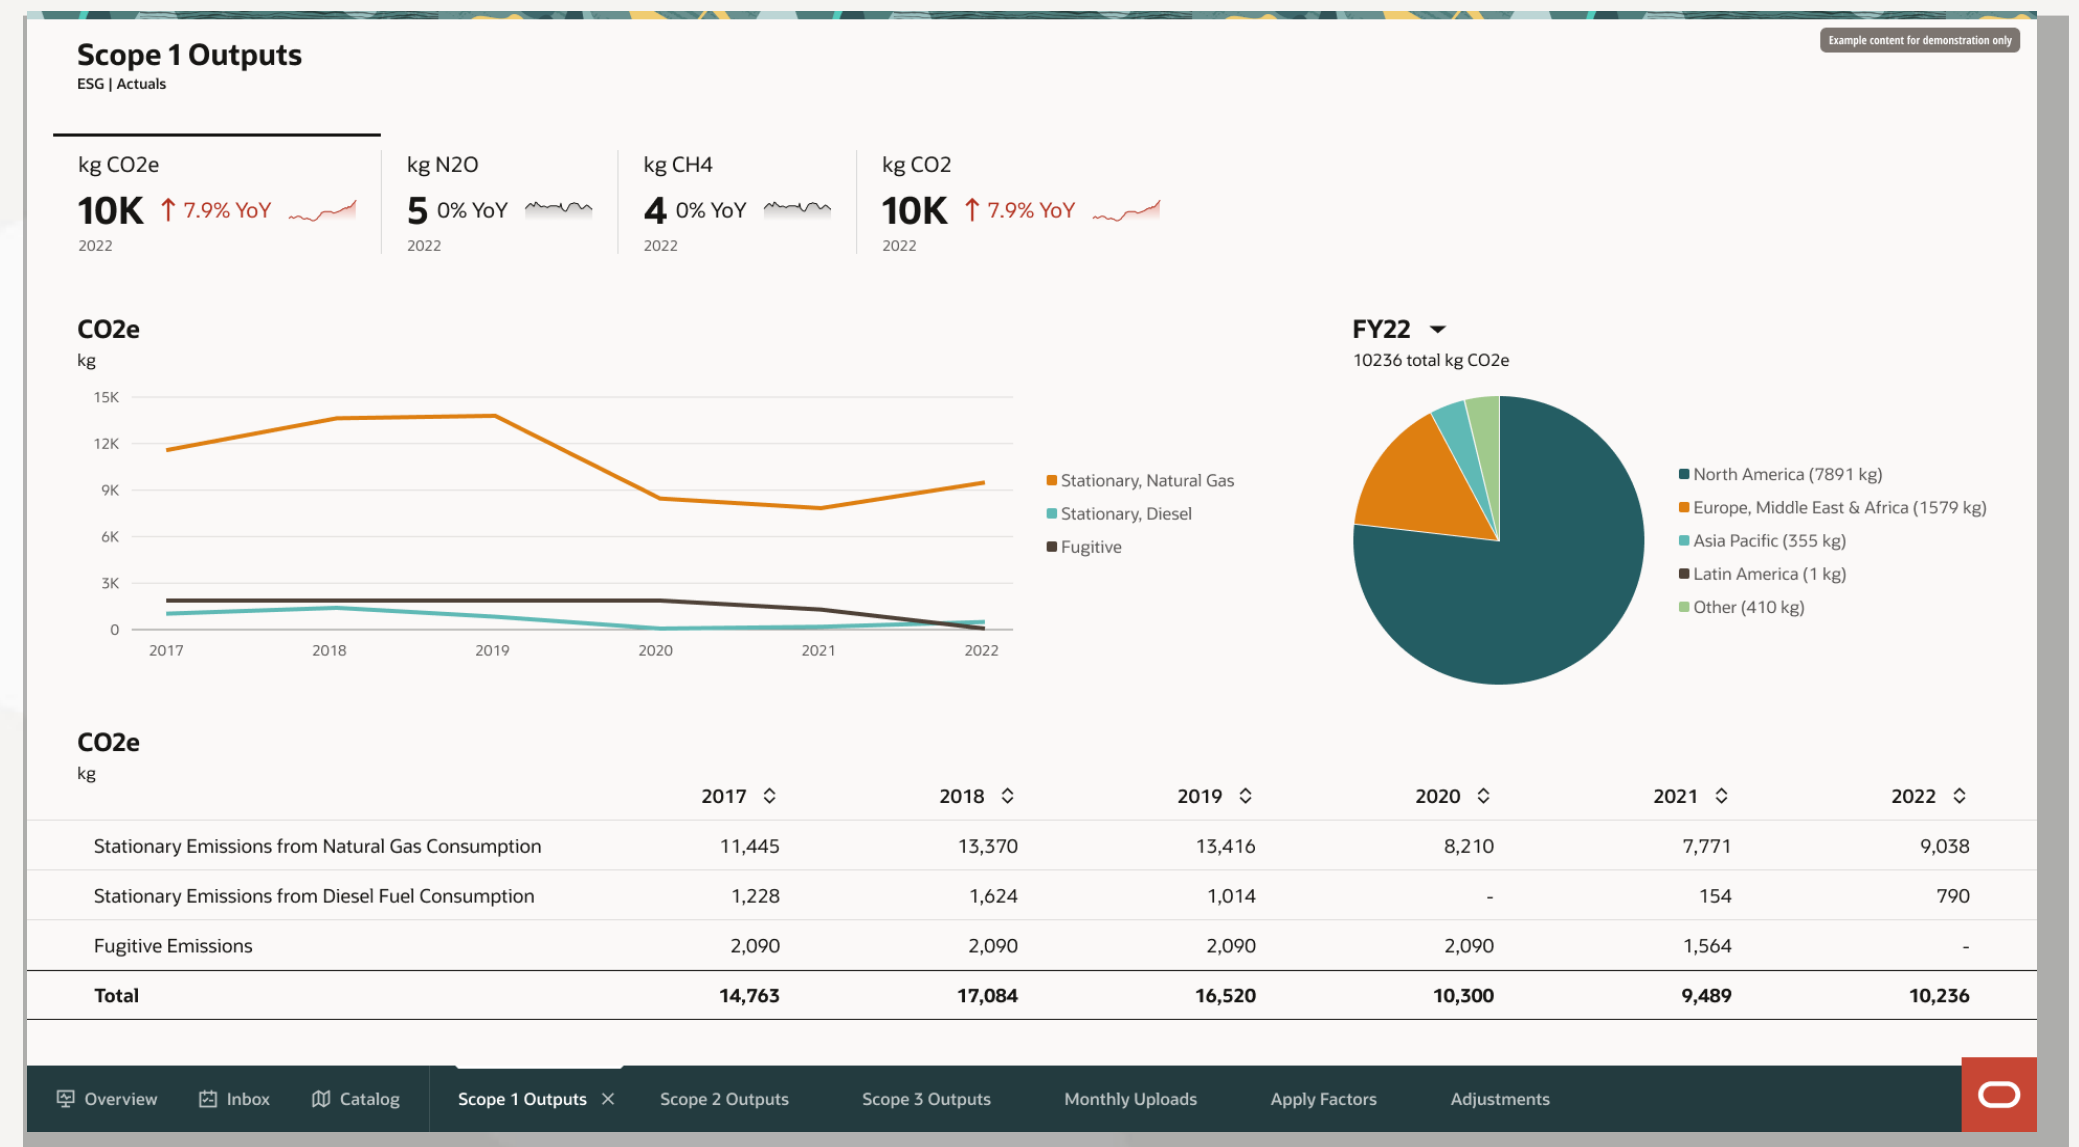 Scope 1 Outputs
ESG | Actuals
Example content for demonstration only
kg CO2e
10K ↑ 7.9% YoY
2022
kg N2O
5 0% YoY
2022
kg CH4
4 0% YoY
2022
kg CO2
10K ↑ 7.9% YoY
2022
CO2e
kg
15K
12K
9K
6K
3K
0
2017 2018 2019 2020 2021 2022
Stationary, Natural Gas
Stationary, Diesel
Fugitive
FY22
10236 total kg CO2e
North America (7891 kg)
Europe, Middle East & Africa (1579 kg)
Asia Pacific (355 kg)
Latin America (1 kg)
Other (410 kg)
CO2e
kg
2017 2018 2019 2020 2021 2022
Stationary Emissions from Natural Gas Consumption 11,445 13,370 13,416 8,210 7,771 9,038
Stationary Emissions from Diesel Fuel Consumption 1,228 1,624 1,014 - 154 790
Fugitive Emissions 2,090 2,090 2,090 2,090 1,564 -
Total 14,763 17,084 16,520 10,300 9,489 10,236
Overview Inbox Catalog Scope 1 Outputs × Scope 2 Outputs Scope 3 Outputs Monthly Uploads Apply Factors Adjustments